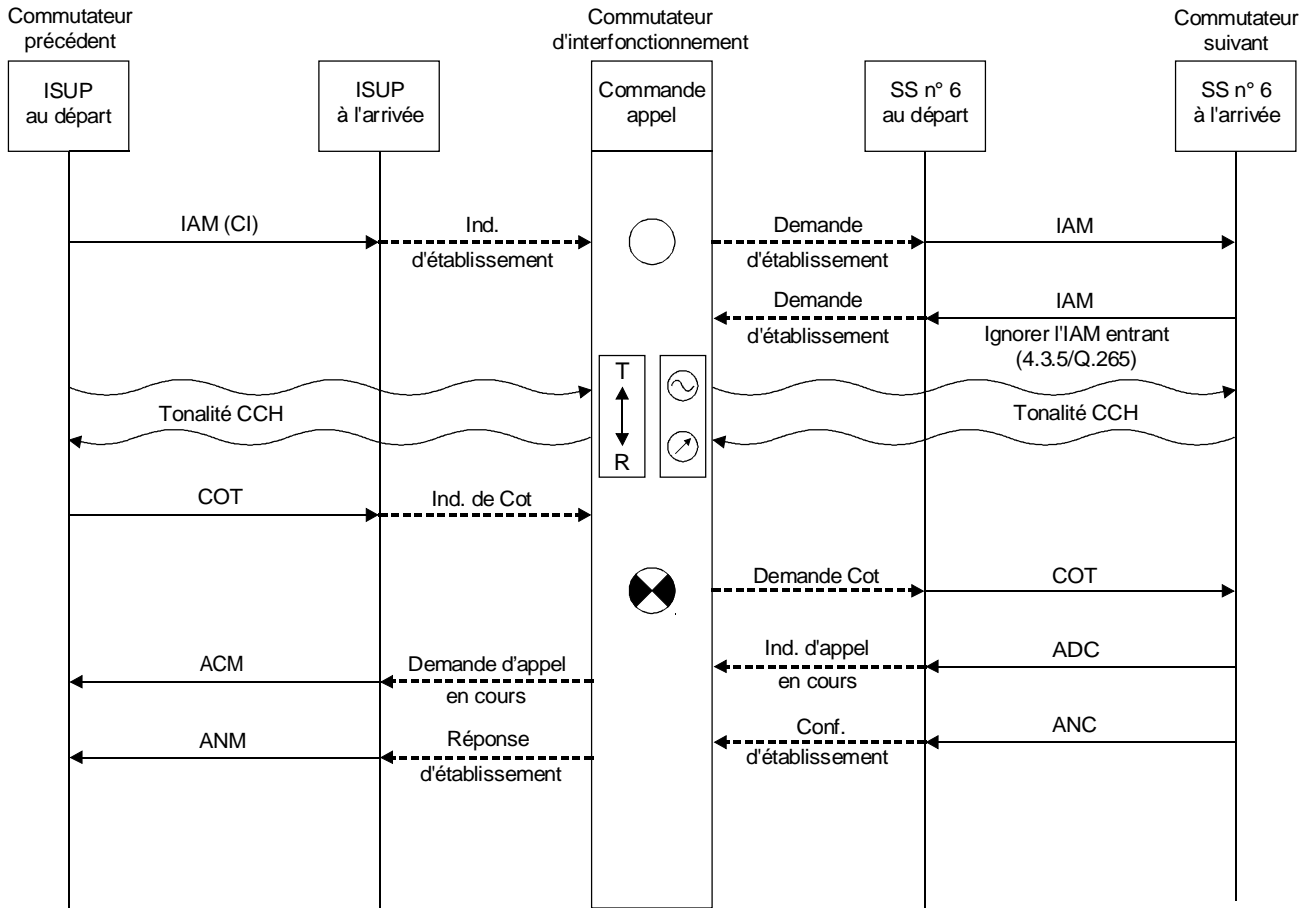 Commutateur
précédent
Commutateur
d'interfonctionnement
Commutateur
suivant
ISUP
au départ
ISUP
à l'arrivée
Commande
appel
SS n° 6
au départ
SS n° 6
à l'arrivée
IAM (CI)
Ind.
d'établissement
Demande
d'établissement
IAM
Demande
d'établissement
IAM
Ignorer l'IAM entrant
(4.3.5/Q.265)
T
R
Tonalité CCH
Tonalité CCH
COT
Ind. de Cot
Demande Cot
COT
ACM
Demande d’appel
en cours
Ind. d'appel
en cours
ADC
ANM
Réponse
d'établissement
Conf.
d'établissement
ANC